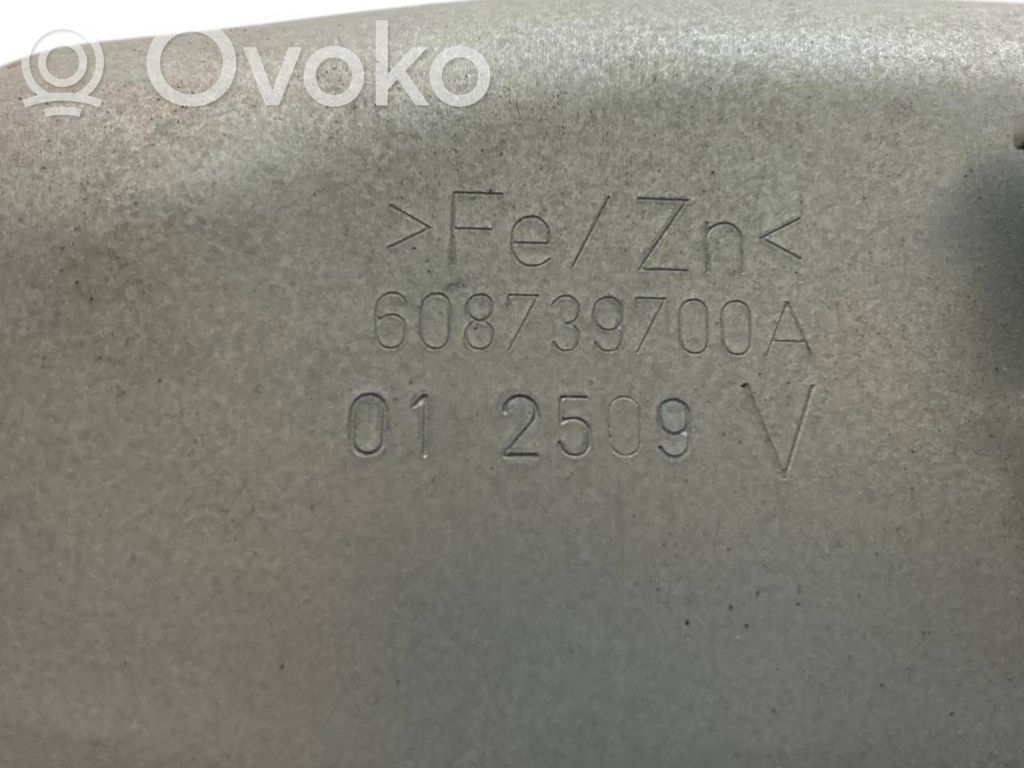 Ovoko
>Fe/Zn<
608739700A
01 2509 V